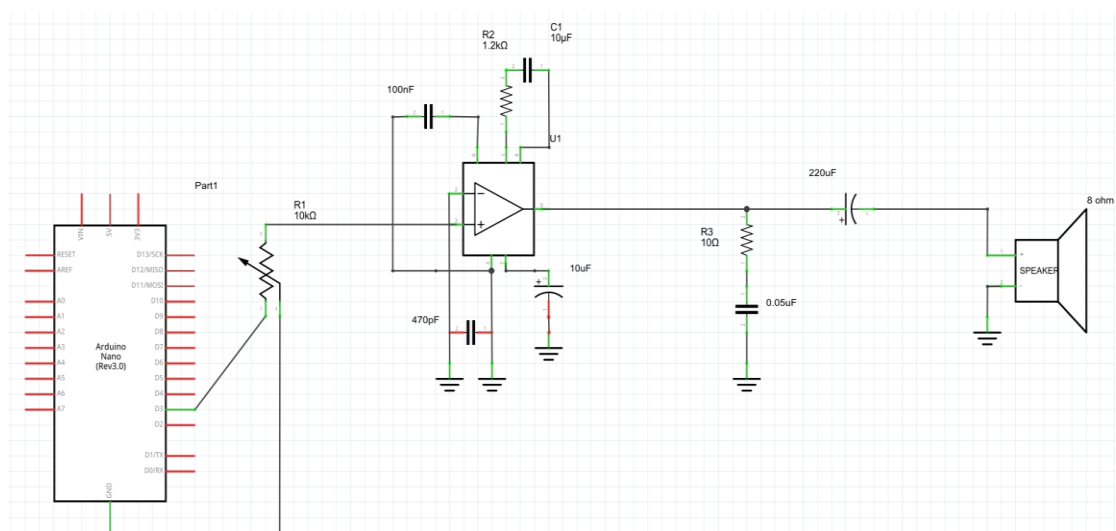 C1
10µF
R2
1.2kΩ
100nF
U1
Part1
R1
10kΩ
220uF
8 ohm
R3
10Ω
SPEAKER
+
-
VIN
5V
3V3
RESET
AREF
A0
A1
A2
A3
A4
A5
A6
A7
Arduino
Nano
(Rev3.0)
D13/SCK
D12/MISO
D11/MOSI
D10
D9
D8
D7
D6
D5
D4
D3
D2
D1/TX
D0/RX
GND
10uF
+
470pF
0.05uF
+
−
+